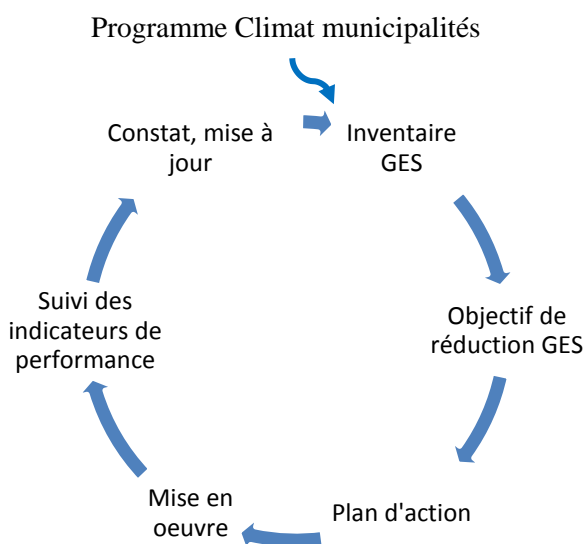 Programme Climat municipalités
Constat, mise à
jour
Inventaire
GES
Objectif de
réduction GES
Plan d'action
Mise en
oeuvre
Suivi des
indicateurs de
performance